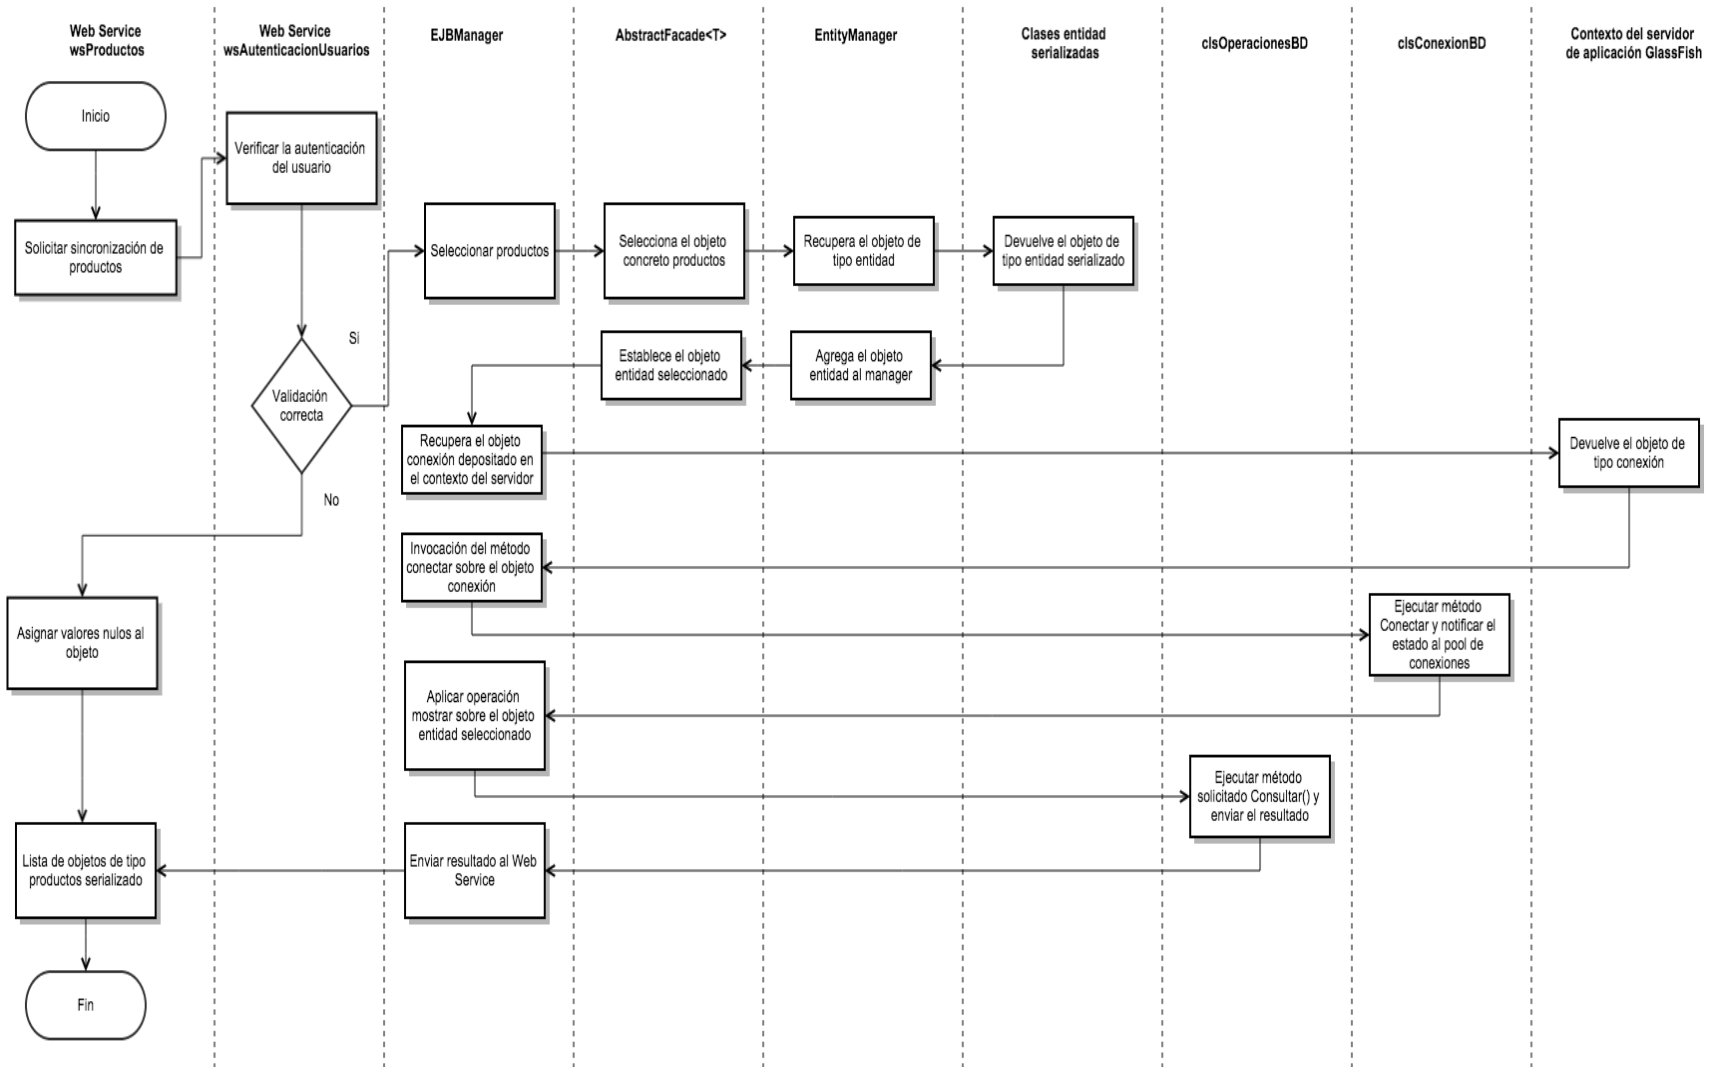 Web Service
wsProductos
Web Service
wsAutenticacionUsuarios
EJBManager
AbstractFacade<T>
EntityManager
Clases entidad
serializadas
clsOperacionesBD
clsConexionBD
Contexto del servidor
de aplicación GlassFish
Inicio
Verificar la autenticación
del usuario
Solicitar sincronización de
productos
Seleccionar productos
Selecciona el objeto
concreto productos
Recupera el objeto de
tipo entidad
Devuelve el objeto de
tipo entidad serializado
Si
Establece el objeto
entidad seleccionado
Agrega el objeto
entidad al manager
Validación
correcta
Recupera el objeto
conexión depositado en
el contexto del servidor
Devuelve el objeto de
tipo conexión
No
Invocación del método
conectar sobre el objeto
conexión
Asignar valores nulos al
objeto
Ejecutar método
Conectar y notificar el
estado al pool de
conexiones
Aplicar operación
mostrar sobre el objeto
entidad seleccionado
Ejecutar método
solicitado Consultar() y
enviar el resultado
Lista de objetos de tipo
productos serializado
Enviar resultado al Web
Service
Fin